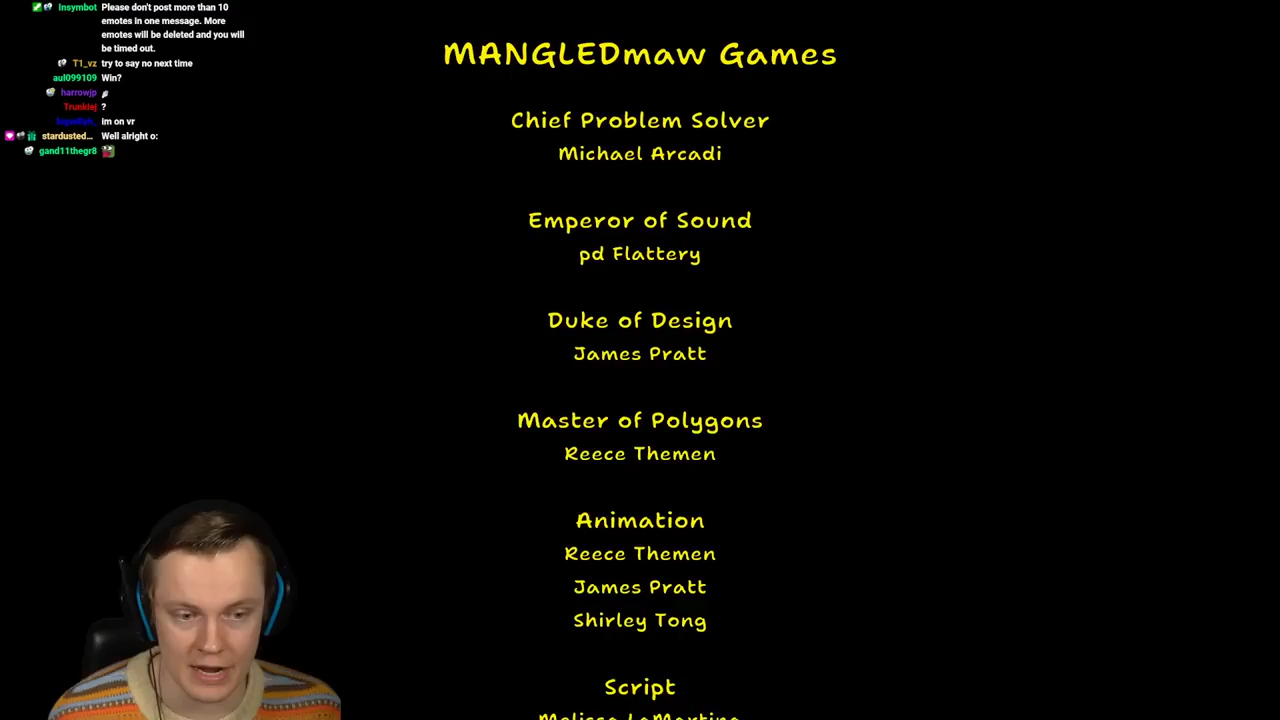 Insymbot Please don't post more than 10
emotes in one message. More
emotes will be deleted and you will
be timed out.
T1_vz try to say no next time
aul099109 Win?
harrowjp
Trunkiej ?
im on vr
stardusted... Well alright o:
gand11thegr8
MANGLEDmaw Games
Chief Problem Solver
Michael Arcadi
Emperor of Sound
pd Flattery
Duke of Design
James Pratt
Master of Polygons
Reece Themen
Animation
Reece Themen
James Pratt
Shirley Tong
Script
Melissa LaMartina